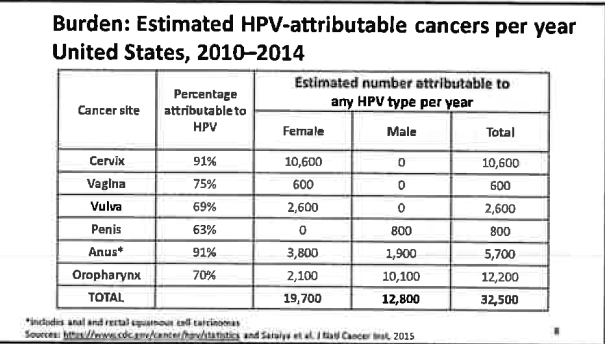 Burden: Estimated HPV-attributable cancers per year
United States, 2010–2014
Cancer site Percentage attributable to HPV Estimated number attributable to any HPV type per year
Female Male Total
Cervix 91% 10,600 0 10,600
Vagina 75% 600 0 600
Vulva 69% 2,600 0 2,600
Penis 63% 0 800 800
Anus* 91% 3,800 1,900 5,700
Oropharynx 70% 2,100 10,100 12,200
TOTAL 19,700 12,800 32,500
*Includes anal and rectal squamous cell carcinomas
Sources: https://www.cdc.gov/cancer/hpv/statistics and Saraiya et al. J Natl Cancer Inst, 2015
8